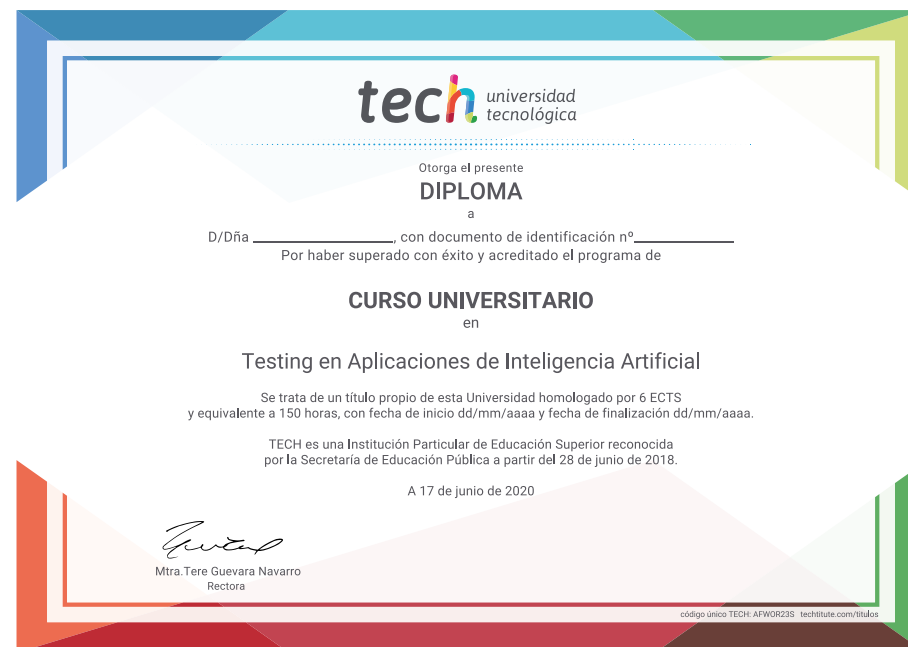 tech universidad
tecnológica
Otorga el presente
DIPLOMA
a
D/Dña ____________________, con documento de identificación nº______________
Por haber superado con éxito y acreditado el programa de
CURSO UNIVERSITARIO
en
Testing en Aplicaciones de Inteligencia Artificial
Se trata de un título propio de esta Universidad homologado por 6 ECTS
y equivalente a 150 horas, con fecha de inicio dd/mm/aaaa y fecha de finalización dd/mm/aaaa.
TECH es una Institución Particular de Educación Superior reconocida
por la Secretaría de Educación Pública a partir del 28 de junio de 2018.
A 17 de junio de 2020
Mtra.Tere Guevara Navarro
Rectora
código único TECH: AFWOR23S techtitute.com/titulos